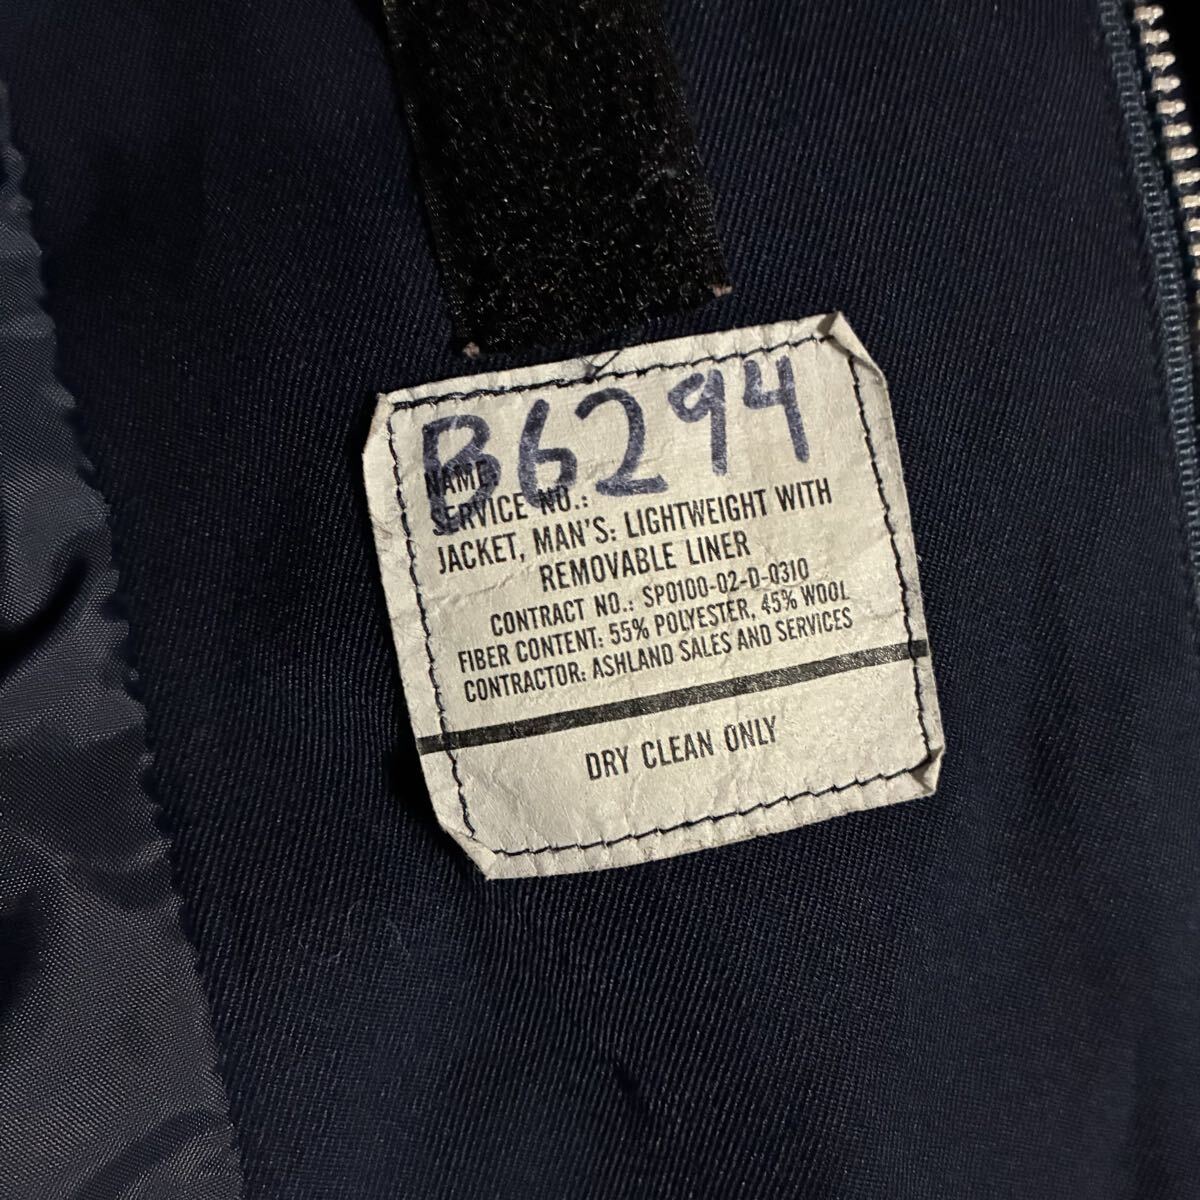 B6294
NAME:
SERVICE NO.:
JACKET, MAN'S: LIGHTWEIGHT WITH
REMOVABLE LINER
CONTRACT NO.: SP0100-02-D-0310
FIBER CONTENT: 55% POLYESTER, 45% WOOL
CONTRACTOR: ASHLAND SALES AND SERVICES
DRY CLEAN ONLY